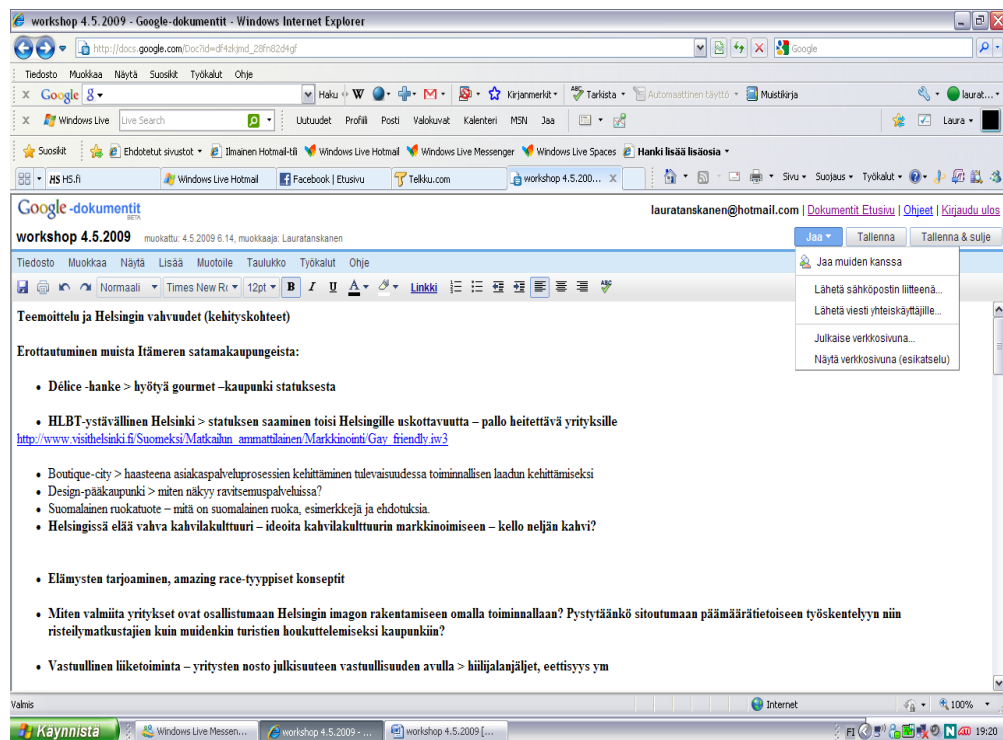 workshop 4.5.2009 - Google-dokumentit - Windows Internet Explorer
http://docs.google.com/Doc?id=df4zkjmd_28fn82d4gf
Google
Tiedosto Muokkaa Näytä Suosikit Työkalut Ohje
x Google Haku W Kirjanmerkit Tarkista Automaattinen täyttö Muistikirja laurat...
x Windows Live Live Search Uutuudet Profiili Posti Valokuvat Kalenteri MSN Jaa Laura
Suosikit Ehdotetut sivustot Ilmainen Hotmail-tili Windows Live Hotmail Windows Live Messenger Windows Live Spaces Hanki lisää lisäosia
HS HS.fi Windows Live Hotmail Facebook | Etusivu Telkku.com workshop 4.5.200... X Sivu Suojaus Työkalut
Google -dokumentit BETA
lauratanskanen@hotmail.com | Dokumentit Etusivu | Ohjeet | Kirjaudu ulos
workshop 4.5.2009 muokattu: 4.5.2009 6.14, muokkaaja: Lauratanskanen
Jaa Tallenna Tallenna & sulje
Tiedosto Muokkaa Näytä Lisää Muotoile Taulukko Työkalut Ohje
Normaali Times New Ro 12pt B I U A Linkki
Jaa muiden kanssa
Lähetä sähköpostin liitteenä...
Lähetä viesti yhteiskäyttäjille...
Julkaise verkkosivuna...
Näytä verkkosivuna (esikatselu)
Teemoittelu ja Helsingin vahvuudet (kehityskohteet)
Erottautuminen muista Itämeren satamakaupungeista:
• Délice -hanke > hyötyä gourmet –kaupunki statuksesta
• HLBT-ystävällinen Helsinki > statuksen saaminen toisi Helsingille uskottavuutta – pallo heitettävä yrityksille
http://www.visithelsinki.fi/Suomeksi/Matkailun_ammattilainen/Markkinointi/Gay_friendly.iw3
• Boutique-city > haasteena asiakaspalveluprosessien kehittäminen tulevaisuudessa toiminnallisen laadun kehittämiseksi
• Design-pääkaupunki > miten näkyy ravitsemuspalveluissa?
• Suomalainen ruokatuote – mitä on suomalainen ruoka, esimerkkejä ja ehdotuksia.
• Helsingissä elää vahva kahvilakulttuuri – ideoita kahvilakulttuurin markkinoimiseen – kello neljän kahvi?
• Elämysten tarjoaminen, amazing race-tyyppiset konseptit
• Miten valmiita yritykset ovat osallistumaan Helsingin imagon rakentamiseen omalla toiminnallaan? Pystytäänkö sitoutumaan päämäärätietoiseen työskentelyyn niin
risteilymatkustajien kuin muidenkin turistien houkuttelemiseksi kaupunkiin?
• Vastuullinen liiketoiminta – yritysten nosto julkisuuteen vastuullisuuden avulla > hiilijalanjäljet, eettisyys ym
Valmis Internet 100%
Käynnistä Windows Live Messen... workshop 4.5.2009 - ... workshop 4.5.2009 [... FI 19:20